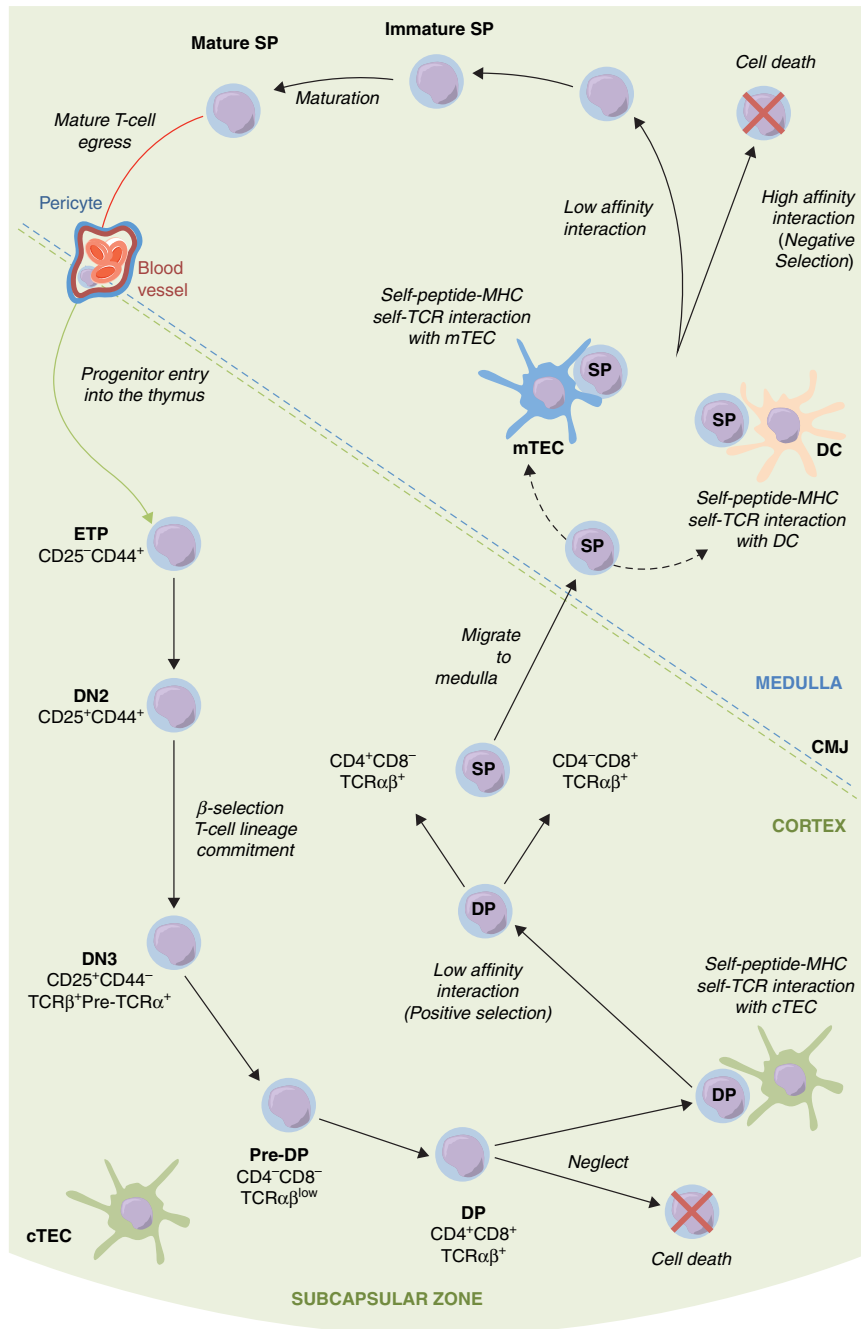 Mature SP
Immature SP
Cell death
Maturation
Mature T-cell
egress
Pericyte
Blood
vessel
Low affinity
interaction
High affinity
interaction
(Negative
Selection)
Self-peptide-MHC
self-TCR interaction
with mTEC
SP
mTEC
SP
DC
Self-peptide-MHC
self-TCR interaction
with DC
Progenitor entry
into the thymus
ETP
CD25⁻CD44⁺
SP
Migrate
to
medulla
DN2
CD25⁺CD44⁺
MEDULLA
CMJ
CORTEX
CD4⁺CD8⁻
TCRαβ⁺
SP
CD4⁻CD8⁺
TCRαβ⁺
β-selection
T-cell lineage
commitment
DP
DN3
CD25⁺CD44⁻
TCRβ⁺Pre-TCRα⁺
Low affinity
interaction
(Positive selection)
Self-peptide-MHC
self-TCR interaction
with cTEC
DP
Pre-DP
CD4⁻CD8⁻
TCRαβˡᵒʷ
Neglect
DP
CD4⁺CD8⁺
TCRαβ⁺
Cell death
cTEC
SUBCAPSULAR ZONE